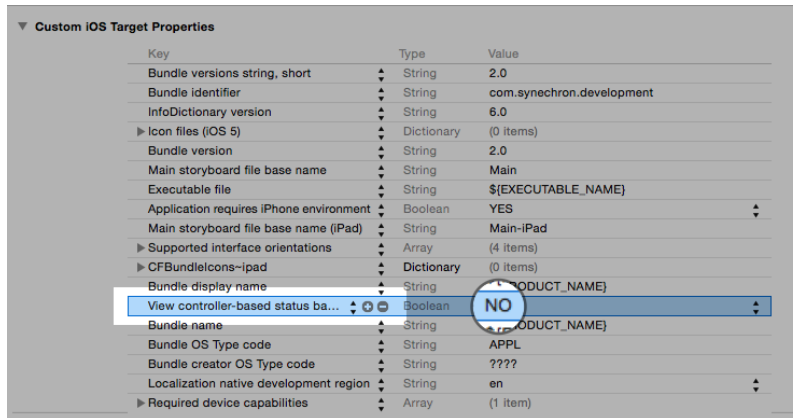 Custom iOS Target Properties
Key Type Value
Bundle versions string, short String 2.0
Bundle identifier String com.synechron.development
InfoDictionary version String 6.0
Icon files (iOS 5) Dictionary (0 items)
Bundle version String 2.0
Main storyboard file base name String Main
Executable file String ${EXECUTABLE_NAME}
Application requires iPhone environment Boolean YES
Main storyboard file base name (iPad) String Main-iPad
Supported interface orientations Array (4 items)
CFBundleIcons~ipad Dictionary (0 items)
Bundle display name String ODUCT_NAME}
View controller-based status ba... Boolean NO
Bundle name String ODUCT_NAME}
Bundle OS Type code String APPL
Bundle creator OS Type code String ????
Localization native development region String en
Required device capabilities Array (1 item)